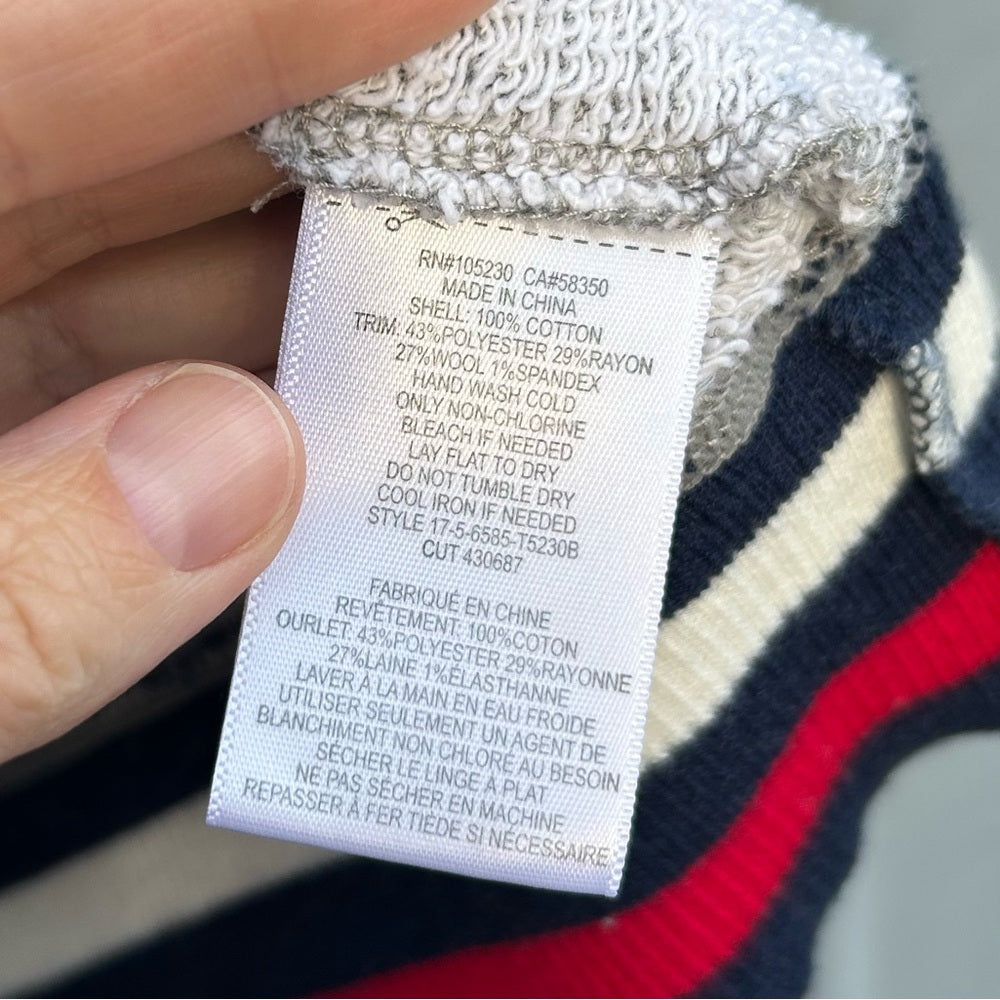 RN#105230 CA#58350
MADE IN CHINA
SHELL: 100% COTTON
TRIM: 43%POLYESTER 29%RAYON
27%WOOL 1%SPANDEX
HAND WASH COLD
ONLY NON-CHLORINE
BLEACH IF NEEDED
LAY FLAT TO DRY
DO NOT TUMBLE DRY
COOL IRON IF NEEDED
STYLE 17-5-6585-T5230B
CUT 430687
FABRIQUÉ EN CHINE
REVÊTEMENT: 100%COTON
OURLET: 43%POLYESTER 29%RAYONNE
27%LAINE 1%ÉLASTHANNE
LAVER À LA MAIN EN EAU FROIDE
UTILISER SEULEMENT UN AGENT DE
BLANCHIMENT NON CHLORÉ AU BESOIN
SÉCHER LE LINGE À PLAT
NE PAS SÉCHER EN MACHINE
REPASSER À FER TIÈDE SI NÉCESSAIRE